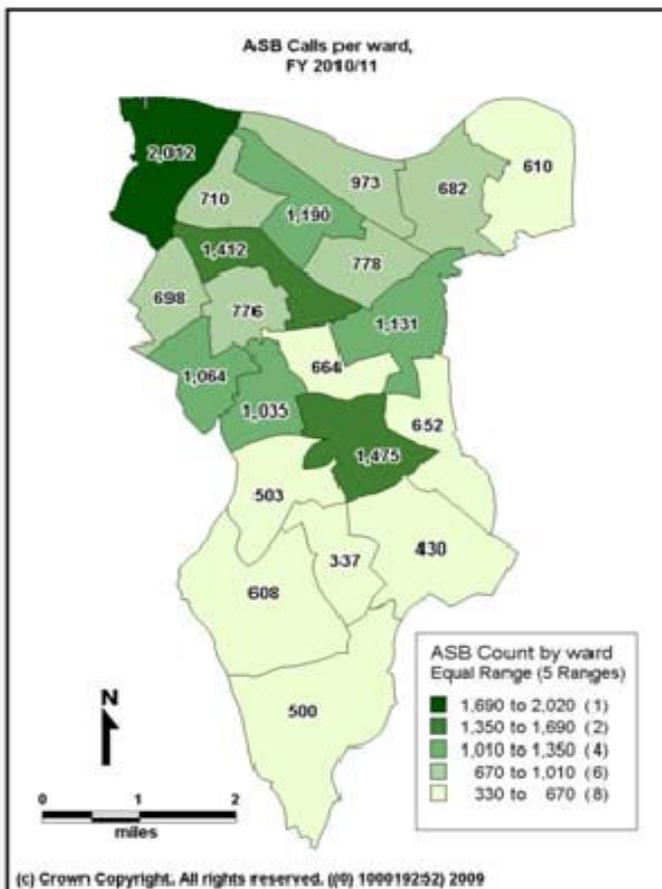 ASB Calls per ward,
FY 2010/11
2,012
973
610
682
710
1,190
1,412
778
698
776
1,131
664
1,064
1,035
652
1,475
503
430
337
608
500
ASB Count by ward
Equal Range (5 Ranges)
1,690 to 2,020 (1)
1,350 to 1,690 (2)
1,010 to 1,350 (4)
670 to 1,010 (6)
330 to 670 (8)
N
0 1 2
miles
(c) Crown Copyright. All rights reserved. ((0) 100019252) 2009